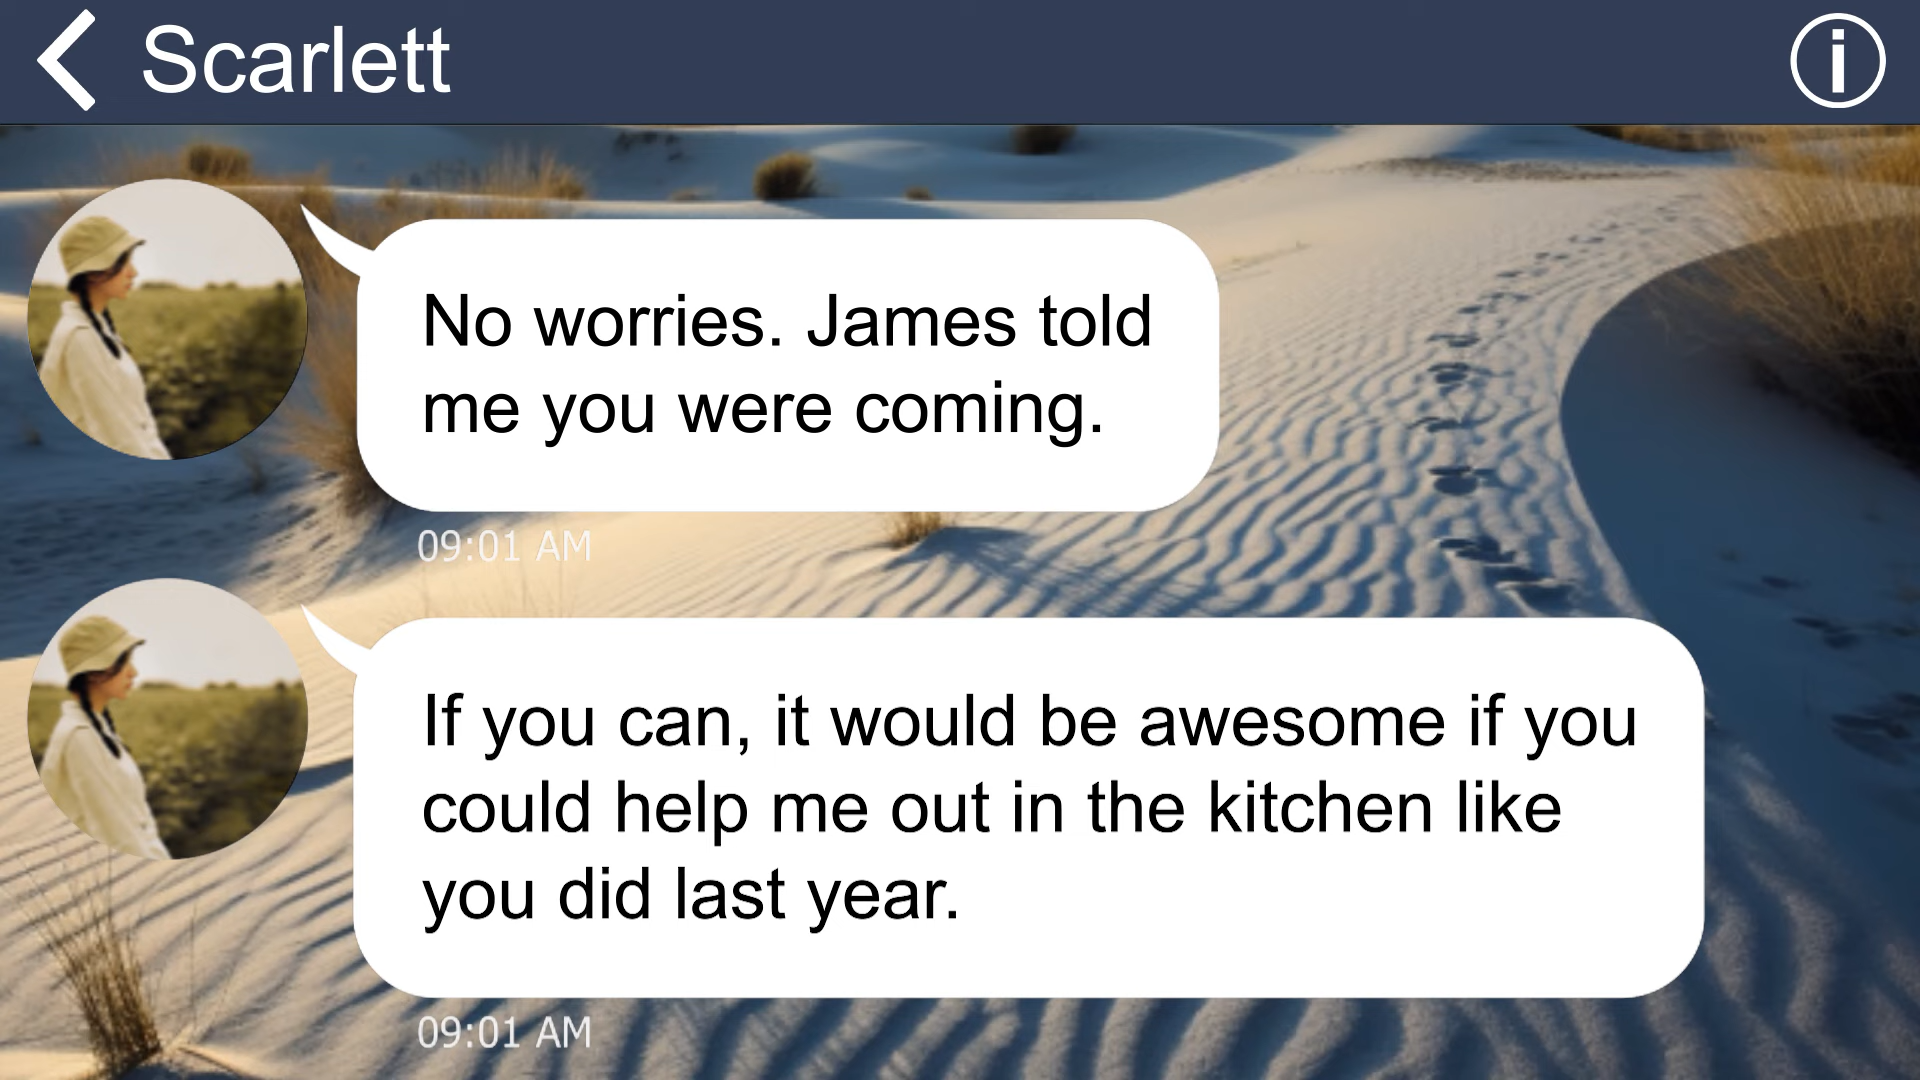 Scarlett
No worries. James told
me you were coming.
09:01 AM
If you can, it would be awesome if you
could help me out in the kitchen like
you did last year.
09:01 AM